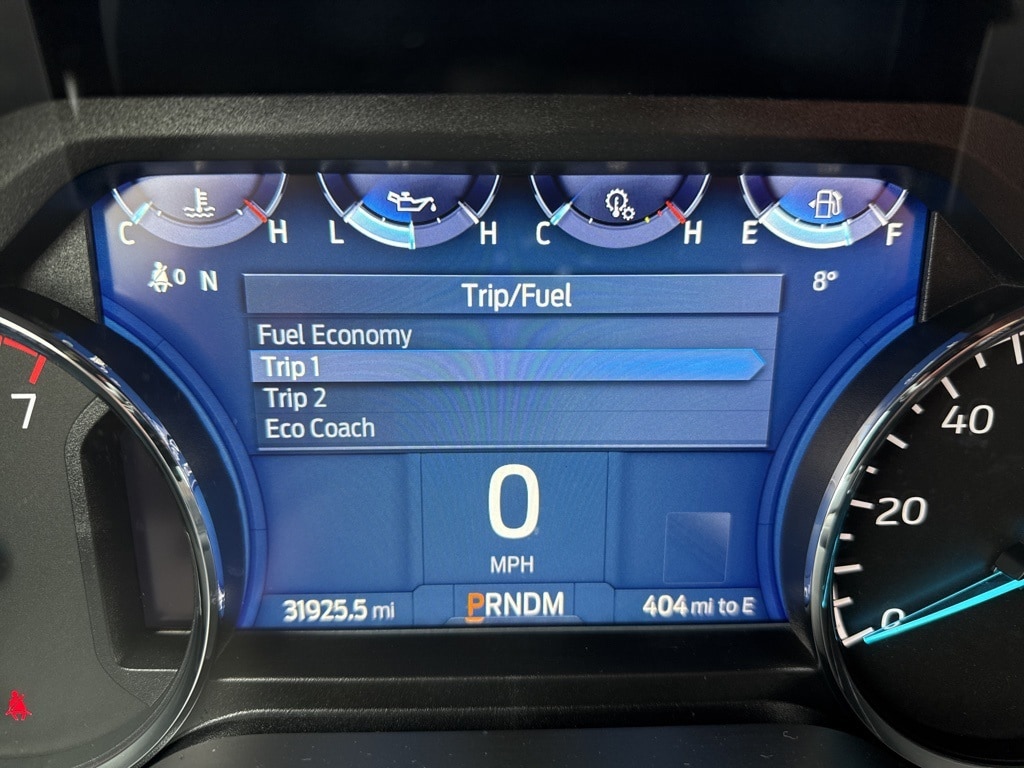 C H L H C H E F
0 N 8°
Trip/Fuel
Fuel Economy
Trip 1
Trip 2
Eco Coach
7
40
20
0
0
MPH
31925.5 mi PRNDM 404 mi to E